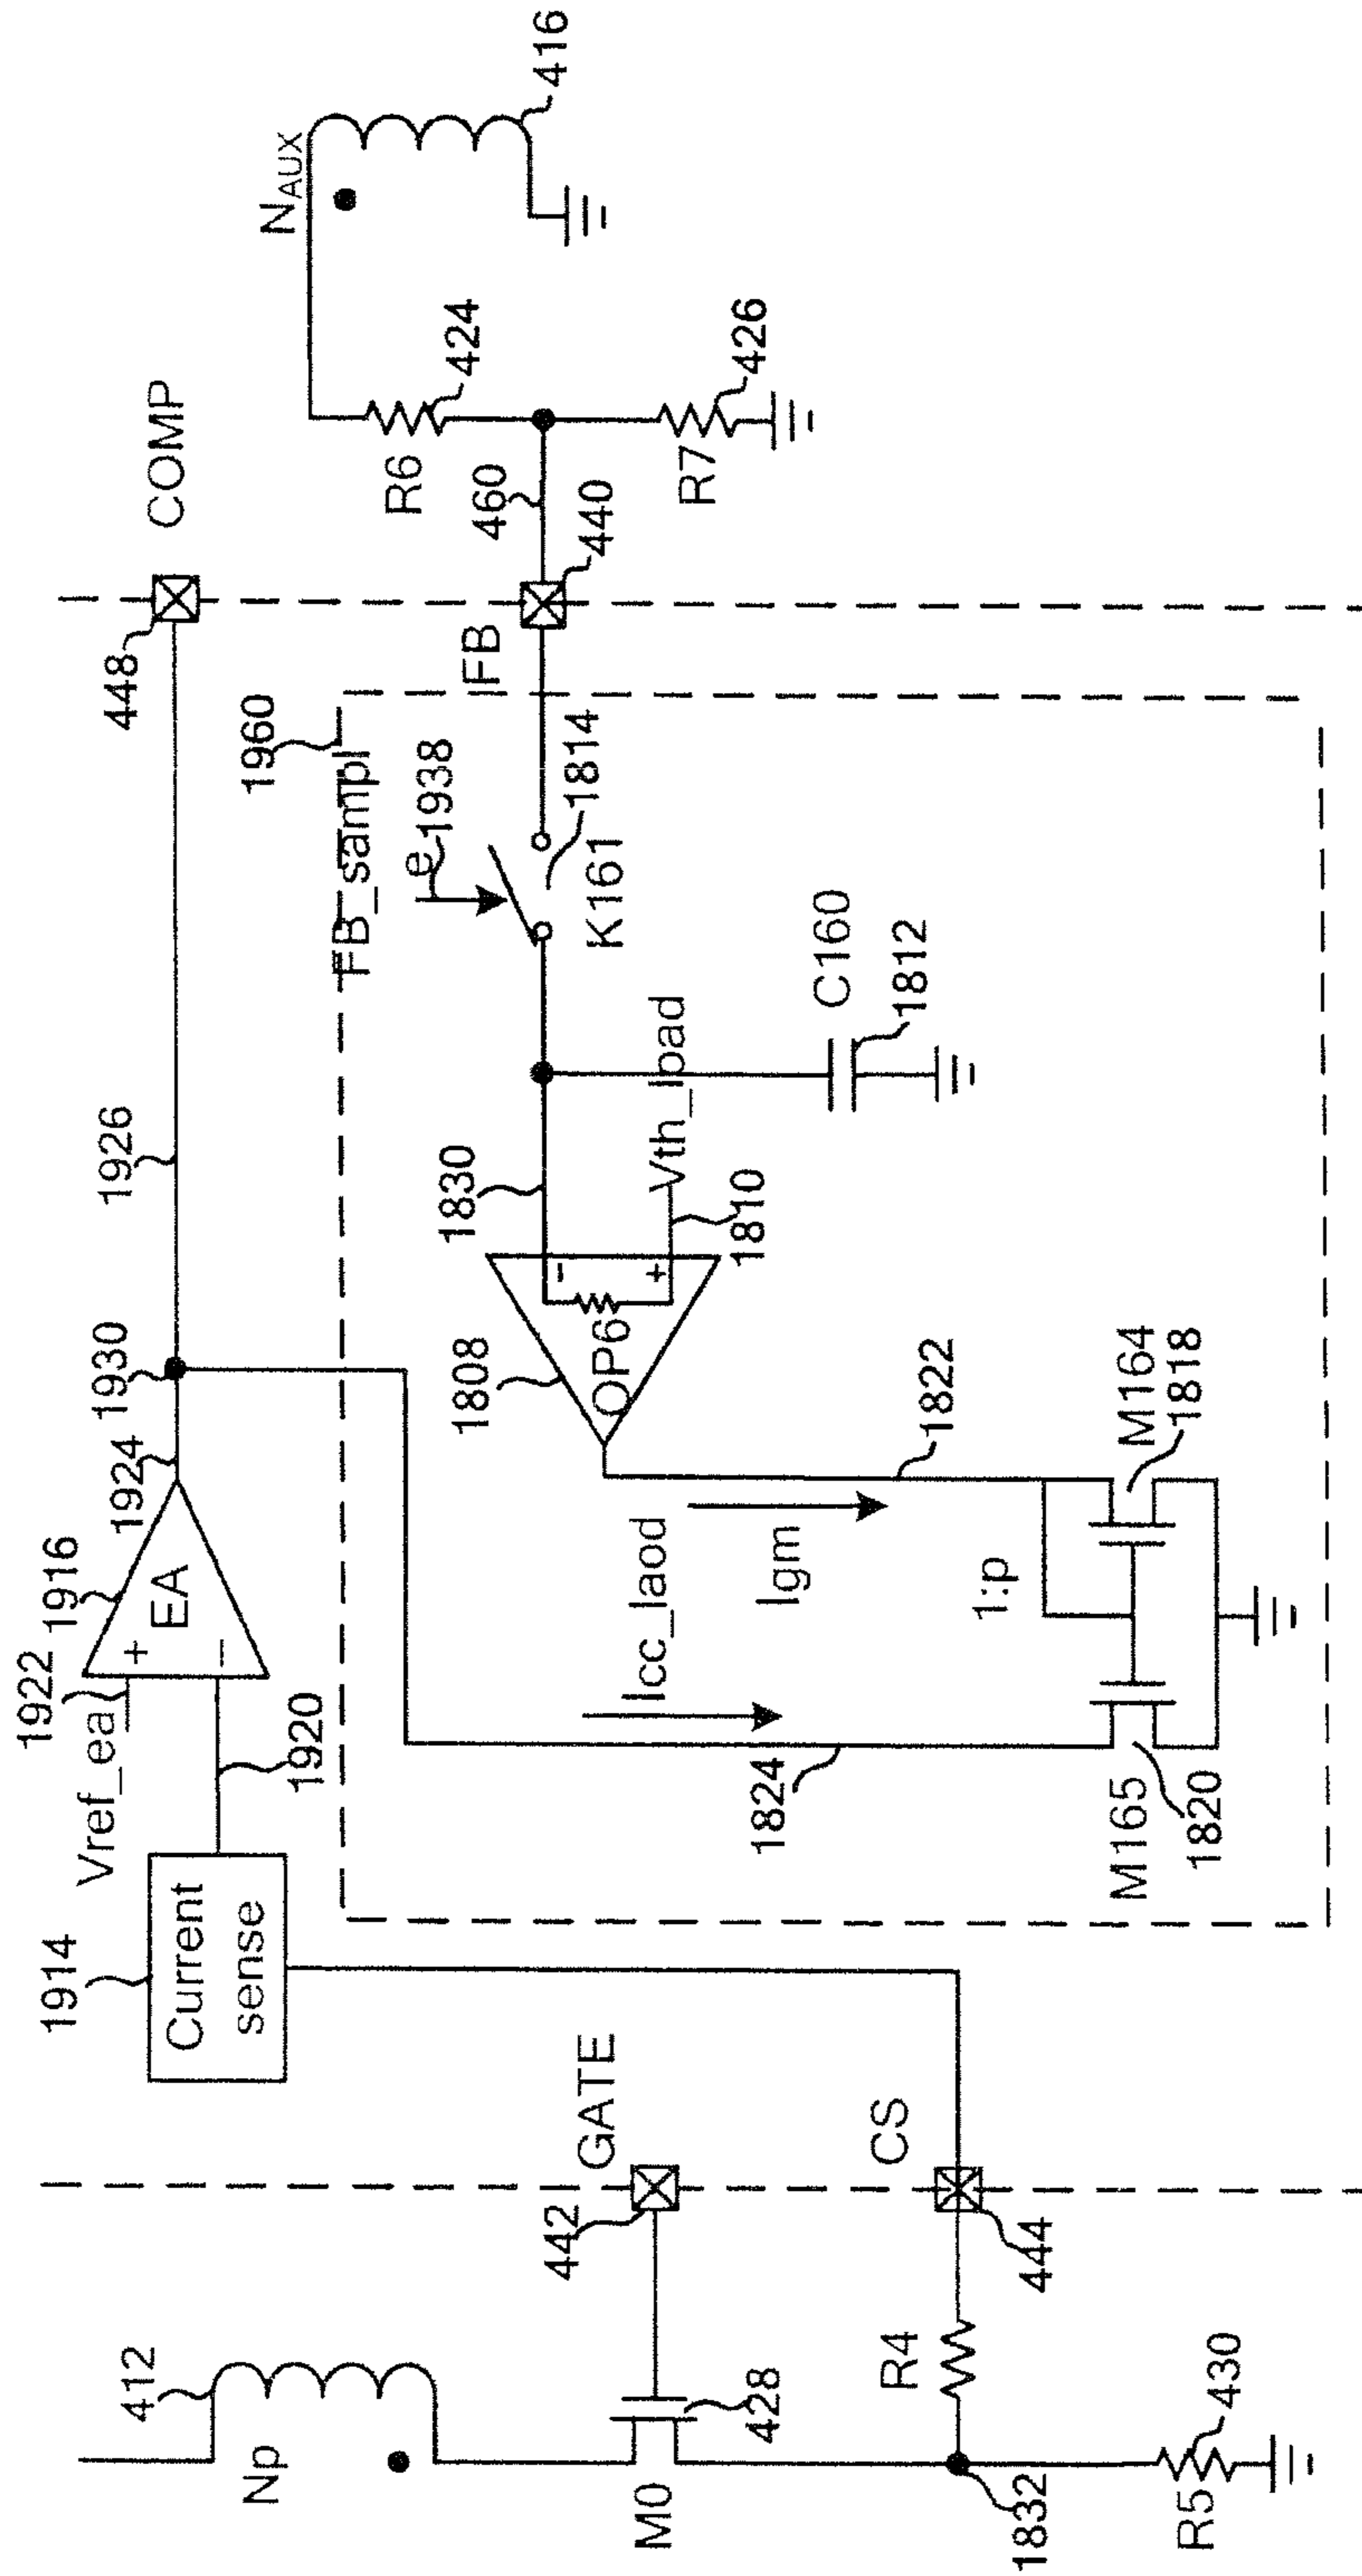 412
Np
M0
428
442
GATE
1832
R4
R5
430
444
CS
1914
Current
sense
Vref_ea
1922
1920
1916
+
−
EA
1924
1930
1926
448
COMP
1960
FB_sampl
e
1938
K161
1814
FB
440
460
R6
424
R7
426
NAUX
416
1808
OP6
-
+
1830
1810
Vth_load
C160
1812
Icc_laod
Igm
1824
1822
1:p
M165
1820
M164
1818